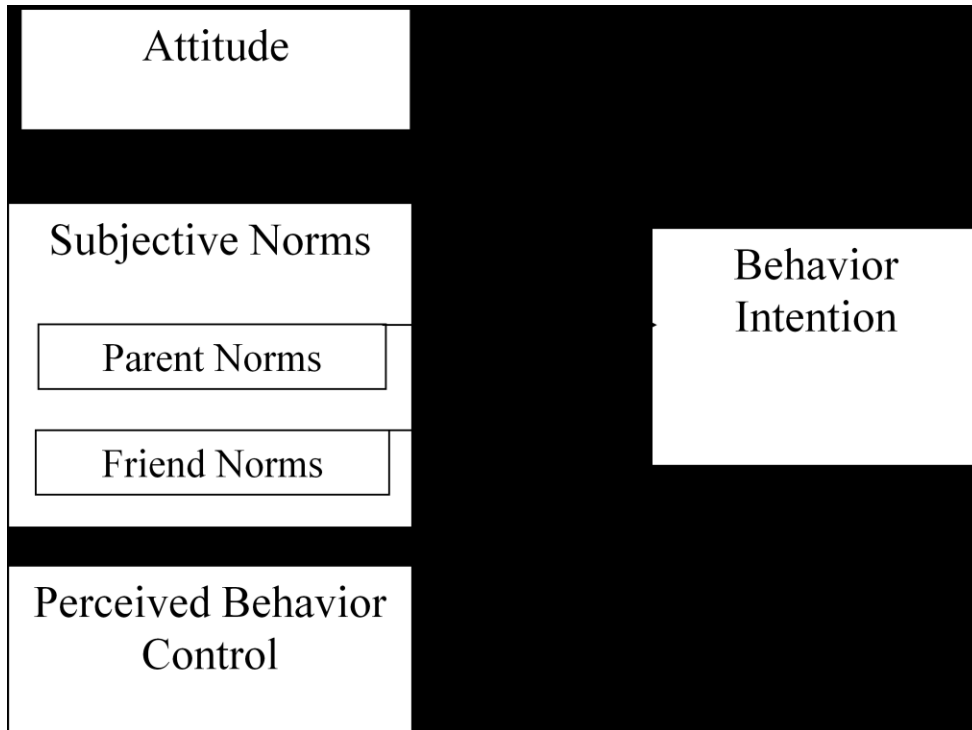 Attitude
Subjective Norms
Parent Norms
Friend Norms
Perceived Behavior
Control
Behavior
Intention